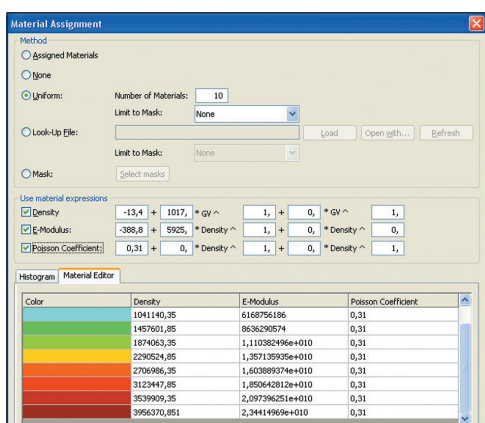 Material Assignment
Method
Assigned Materials
None
Uniform: Number of Materials: 10
Limit to Mask: None
Look-Up File: Load Open with... Refresh
Limit to Mask: None
Mask: Select masks
Use material expressions
Density -13,4 + 1017, * GV ^ 1, + 0, * GV ^ 1,
E-Modulus: -388,8 + 5925, * Density ^ 1, + 0, * Density ^ 0,
Poisson Coefficient: 0,31 + 0, * Density ^ 1, + 0, * Density ^ 1,
Histogram Material Editor
Color Density E-Modulus Poisson Coefficient
1041140,35 6168756186 0,31
1457601,85 8636290574 0,31
1874063,35 1,110382496e+010 0,31
2290524,85 1,357135935e+010 0,31
2706986,35 1,603889374e+010 0,31
3123447,85 1,850642812e+010 0,31
3539909,35 2,097396251e+010 0,31
3956370,851 2,34414969e+010 0,31